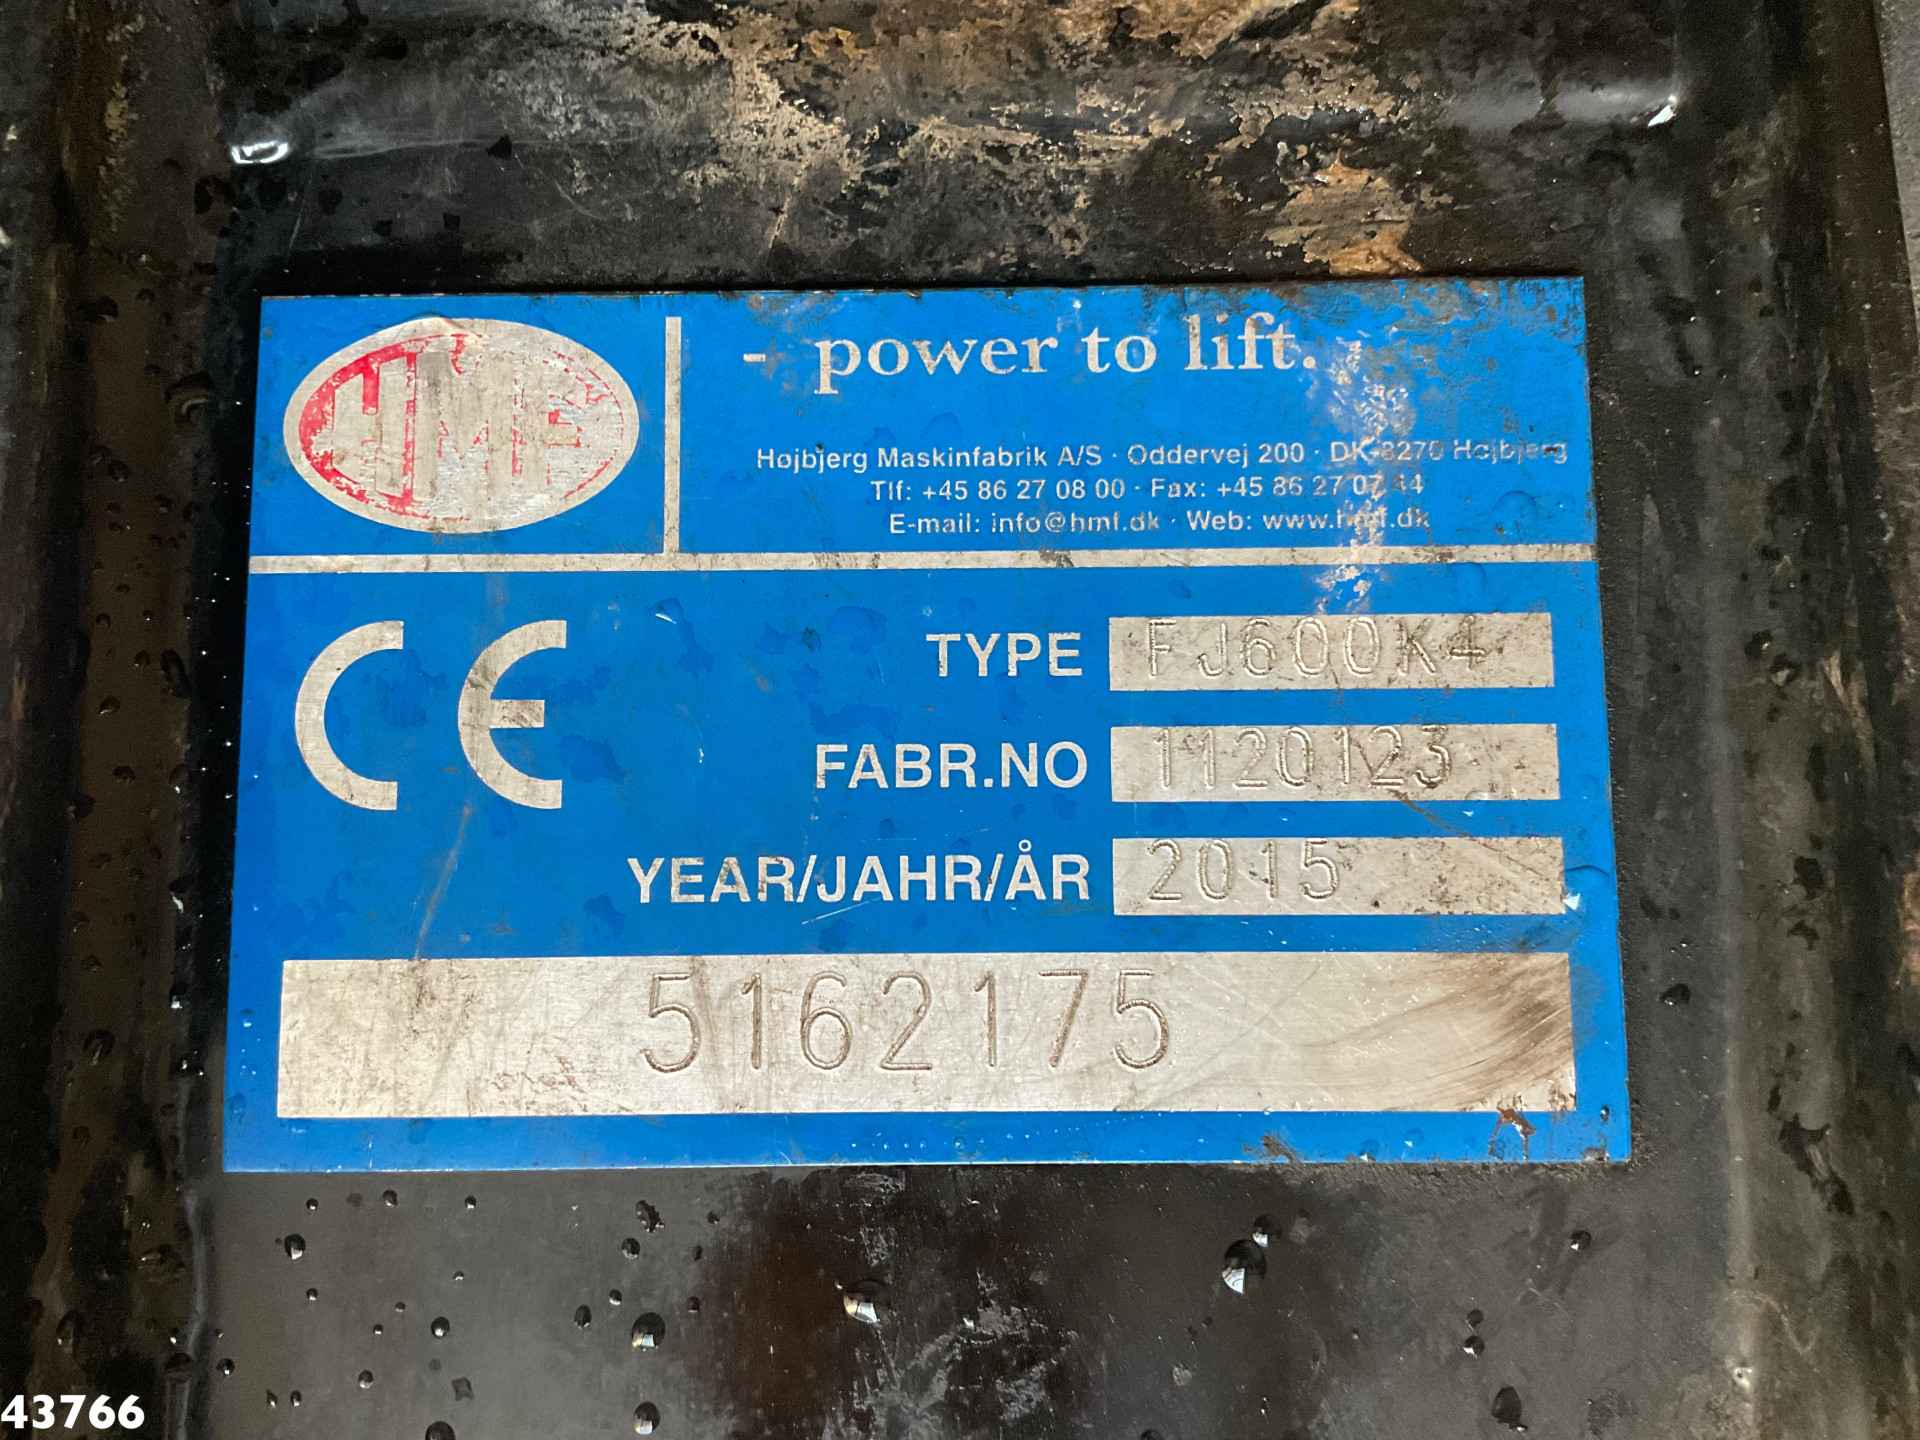 HMF
- power to lift.
Højbjerg Maskinfabrik A/S · Oddervej 200 · DK-8270 Højbjerg
Tlf: +45 86 27 08 00 · Fax: +45 86 27 07 44
E-mail: info@hmf.dk · Web: www.hmf.dk
CE
TYPE FJ600K4
FABR.NO 1120123
YEAR/JAHR/ÅR 2015
5162175
43766